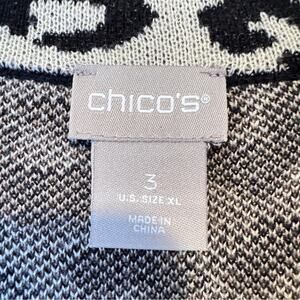 chico's®
3
U.S. SIZE XL
MADE IN
CHINA